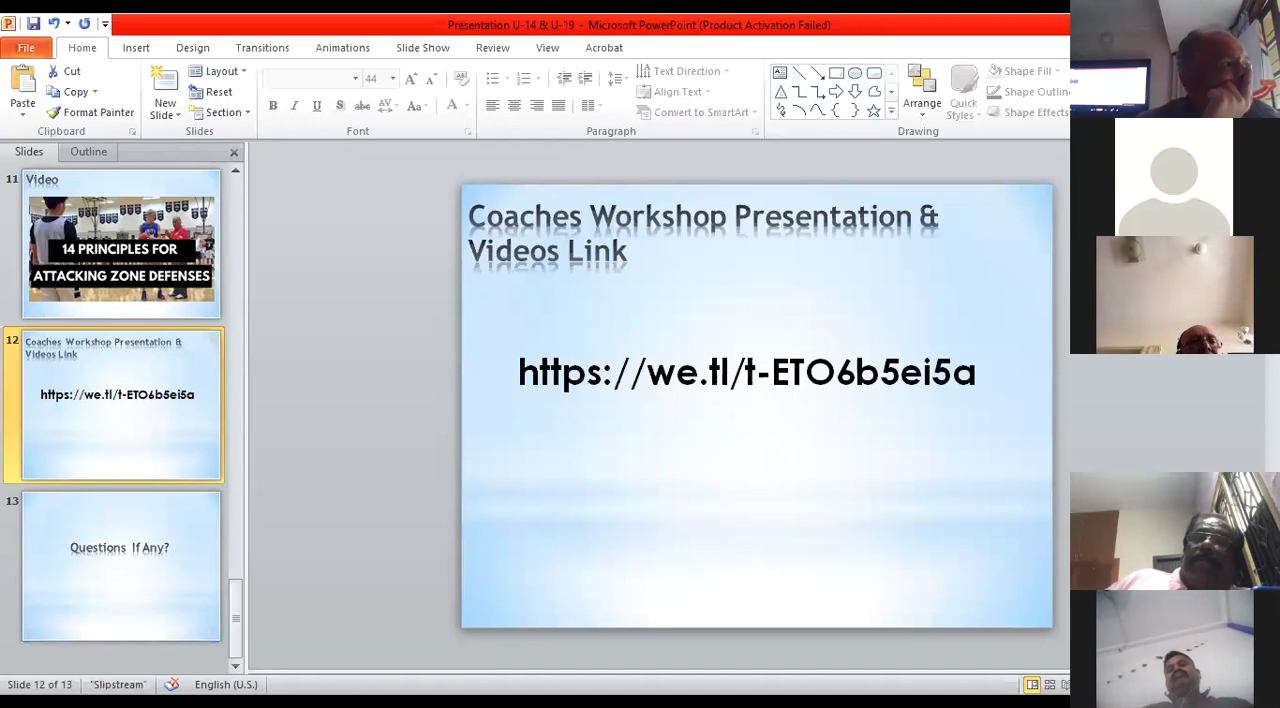 Presentation U-14 & U-19 - Microsoft PowerPoint (Product Activation Failed)
File Home Insert Design Transitions Animations Slide Show Review View Acrobat
Paste
Cut
Copy
Format Painter
Clipboard
New
Slide
Layout
Reset
Section
Slides
44
B I U S abc AV Aa A
Font
Text Direction
Align Text
Convert to SmartArt
Paragraph
Arrange
Quick
Styles
Shape Fill
Shape Outline
Shape Effects
Drawing
Slides Outline
11
Video
14 PRINCIPLES FOR
ATTACKING ZONE DEFENSES
12
Coaches Workshop Presentation &
Videos Link
https://we.tl/t-ETO6b5ei5a
13
Questions If Any?
Coaches Workshop Presentation &
Videos Link
https://we.tl/t-ETO6b5ei5a
Slide 12 of 13 "Slipstream" English (U.S.)